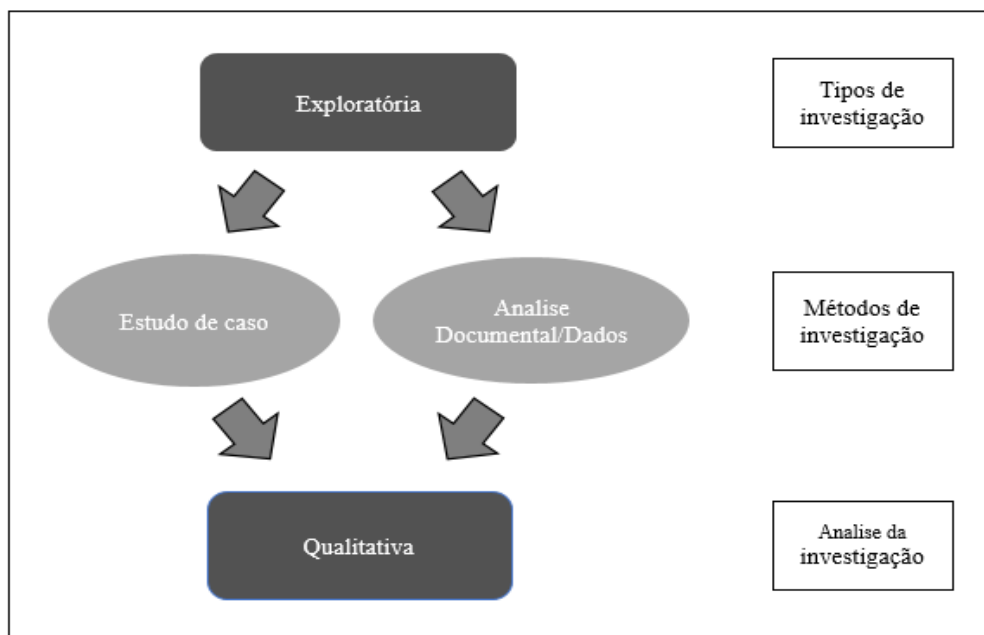 Exploratória
Tipos de
investigação
Estudo de caso
Analise
Documental/Dados
Métodos de
investigação
Qualitativa
Analise da
investigação